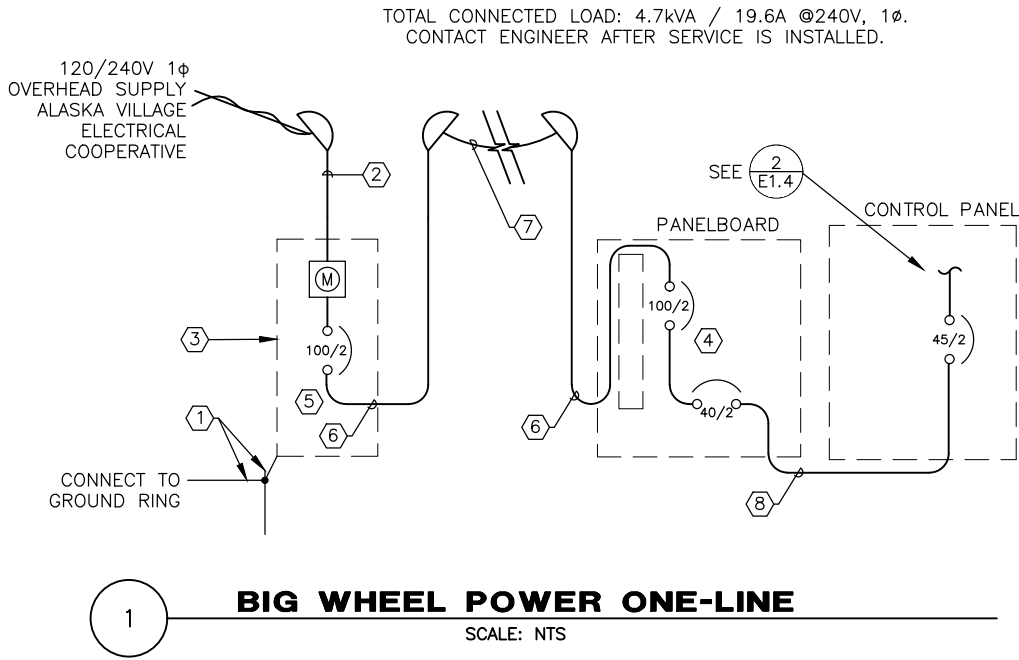 TOTAL CONNECTED LOAD: 4.7kVA / 19.6A @240V, 1ø.
CONTACT ENGINEER AFTER SERVICE IS INSTALLED.
120/240V 1ϕ
OVERHEAD SUPPLY
ALASKA VILLAGE
ELECTRICAL
COOPERATIVE
2
7
SEE 2
E1.4
PANELBOARD
CONTROL PANEL
M
3
100/2
5
6
100/2
4
40/2
6
45/2
8
1
CONNECT TO
GROUND RING
1
BIG WHEEL POWER ONE-LINE
SCALE: NTS